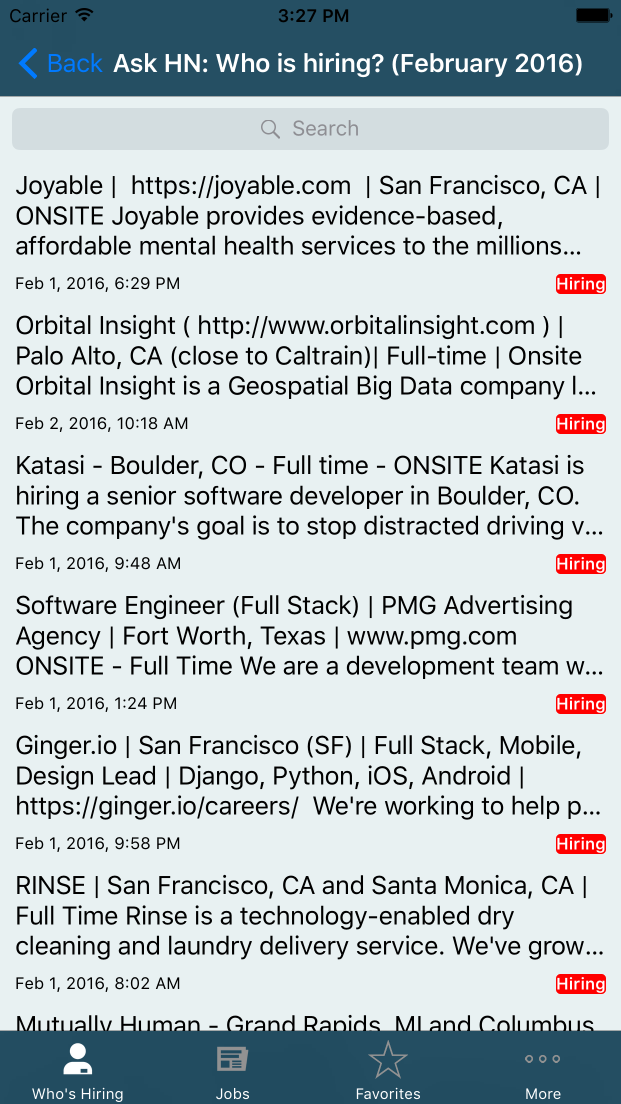 Carrier 3:27 PM
Back Ask HN: Who is hiring? (February 2016)
Search
Joyable | https://joyable.com | San Francisco, CA |
ONSITE Joyable provides evidence-based,
affordable mental health services to the millions...
Feb 1, 2016, 6:29 PM Hiring
Orbital Insight ( http://www.orbitalinsight.com ) |
Palo Alto, CA (close to Caltrain)| Full-time | Onsite
Orbital Insight is a Geospatial Big Data company l...
Feb 2, 2016, 10:18 AM Hiring
Katasi - Boulder, CO - Full time - ONSITE Katasi is
hiring a senior software developer in Boulder, CO.
The company's goal is to stop distracted driving v...
Feb 1, 2016, 9:48 AM Hiring
Software Engineer (Full Stack) | PMG Advertising
Agency | Fort Worth, Texas | www.pmg.com
ONSITE - Full Time We are a development team w...
Feb 1, 2016, 1:24 PM Hiring
Ginger.io | San Francisco (SF) | Full Stack, Mobile,
Design Lead | Django, Python, iOS, Android |
https://ginger.io/careers/ We're working to help p...
Feb 1, 2016, 9:58 PM Hiring
RINSE | San Francisco, CA and Santa Monica, CA |
Full Time Rinse is a technology-enabled dry
cleaning and laundry delivery service. We've grow...
Feb 1, 2016, 8:02 AM Hiring
Mutually Human - Grand Rapids, MI and Columbus,
Who's Hiring Jobs Favorites More